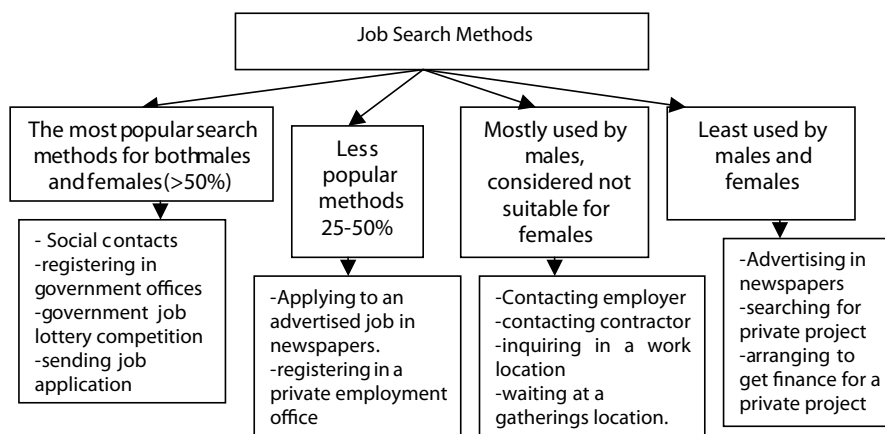 Job Search Methods
The most popular search
methods for both males
and females (>50%)
Less
popular
methods
25-50%
Mostly used by
males,
considered not
suitable for
females
Least used by
males and
females
- Social contacts
-registering in
government offices
-government job
lottery competition
-sending job
application
-Applying to an
advertised job in
newspapers.
-registering in a
private employment
office
-Contacting employer
-contacting contractor
-inquiring in a work
location
-waiting at a
gatherings location.
-Advertising in
newspapers
-searching for
private project
-arranging to
get finance for a
private project